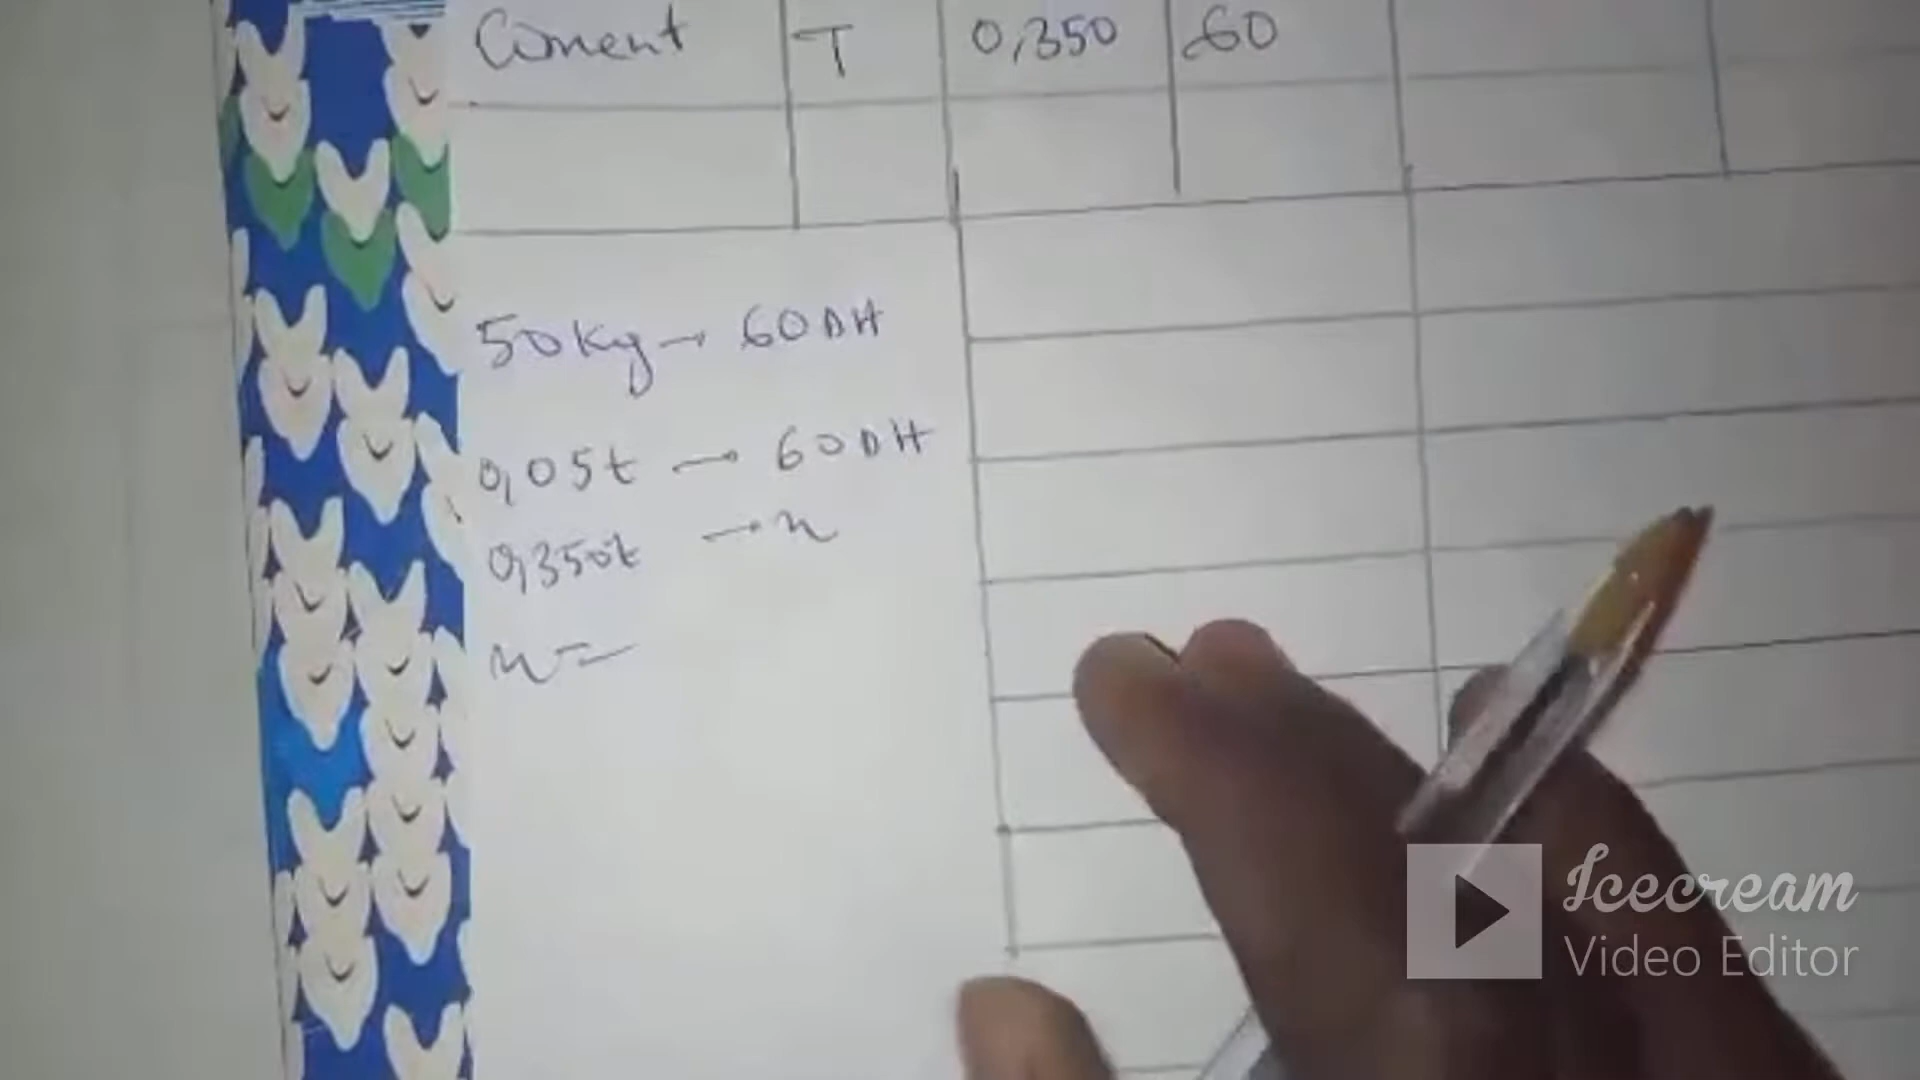 Ciment T 0,350 60
50Kg → 60DH
0,05t → 60DH
0,350t → x
x =
Icecream
Video Editor